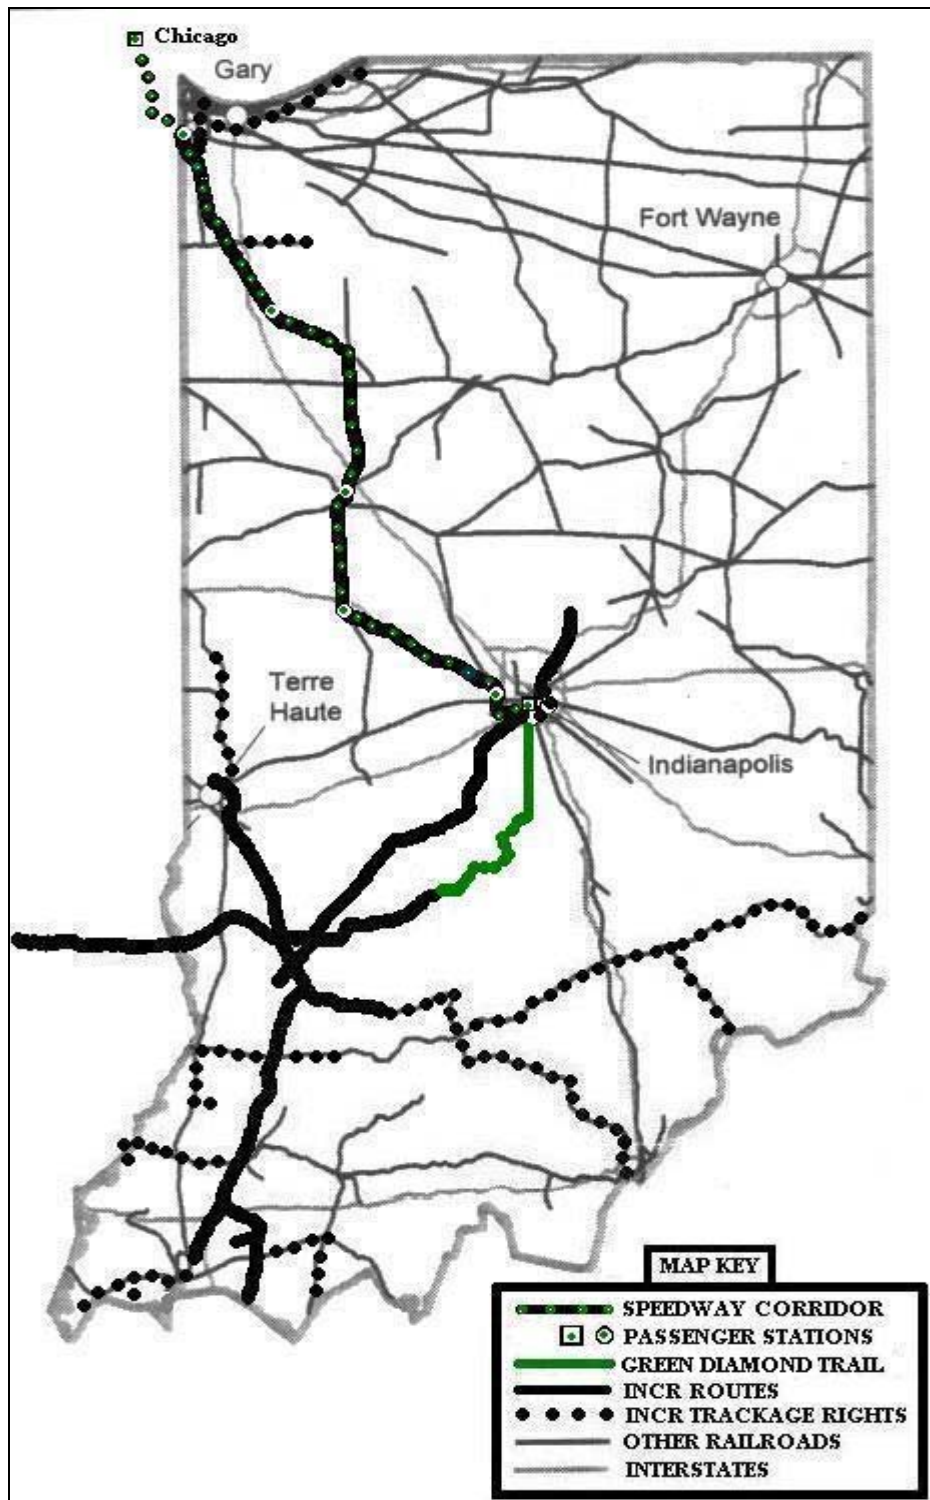 Chicago
Gary
Fort Wayne
Terre
Haute
Indianapolis
MAP KEY
SPEEDWAY CORRIDOR
PASSENGER STATIONS
GREEN DIAMOND TRAIL
INCR ROUTES
INCR TRACKAGE RIGHTS
OTHER RAILROADS
INTERSTATES